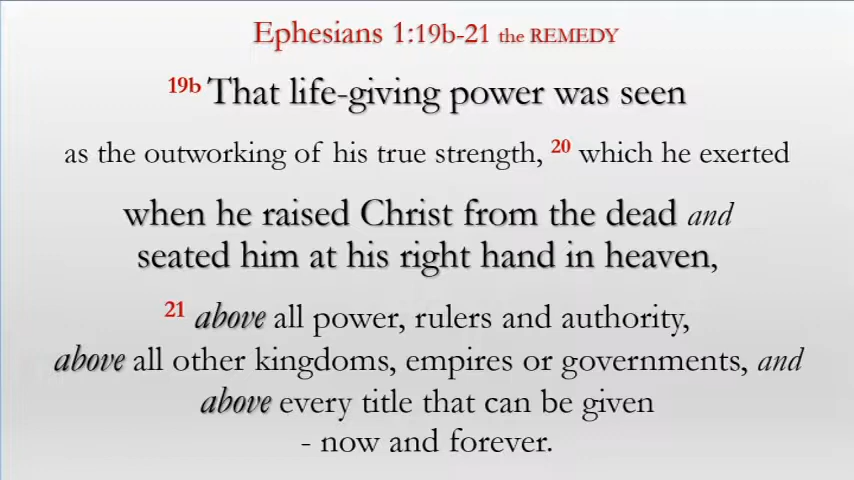 Ephesians 1:19b-21 the REMEDY
19b That life-giving power was seen
as the outworking of his true strength, 20 which he exerted
when he raised Christ from the dead and
seated him at his right hand in heaven,
21 above all power, rulers and authority,
above all other kingdoms, empires or governments, and
above every title that can be given
- now and forever.